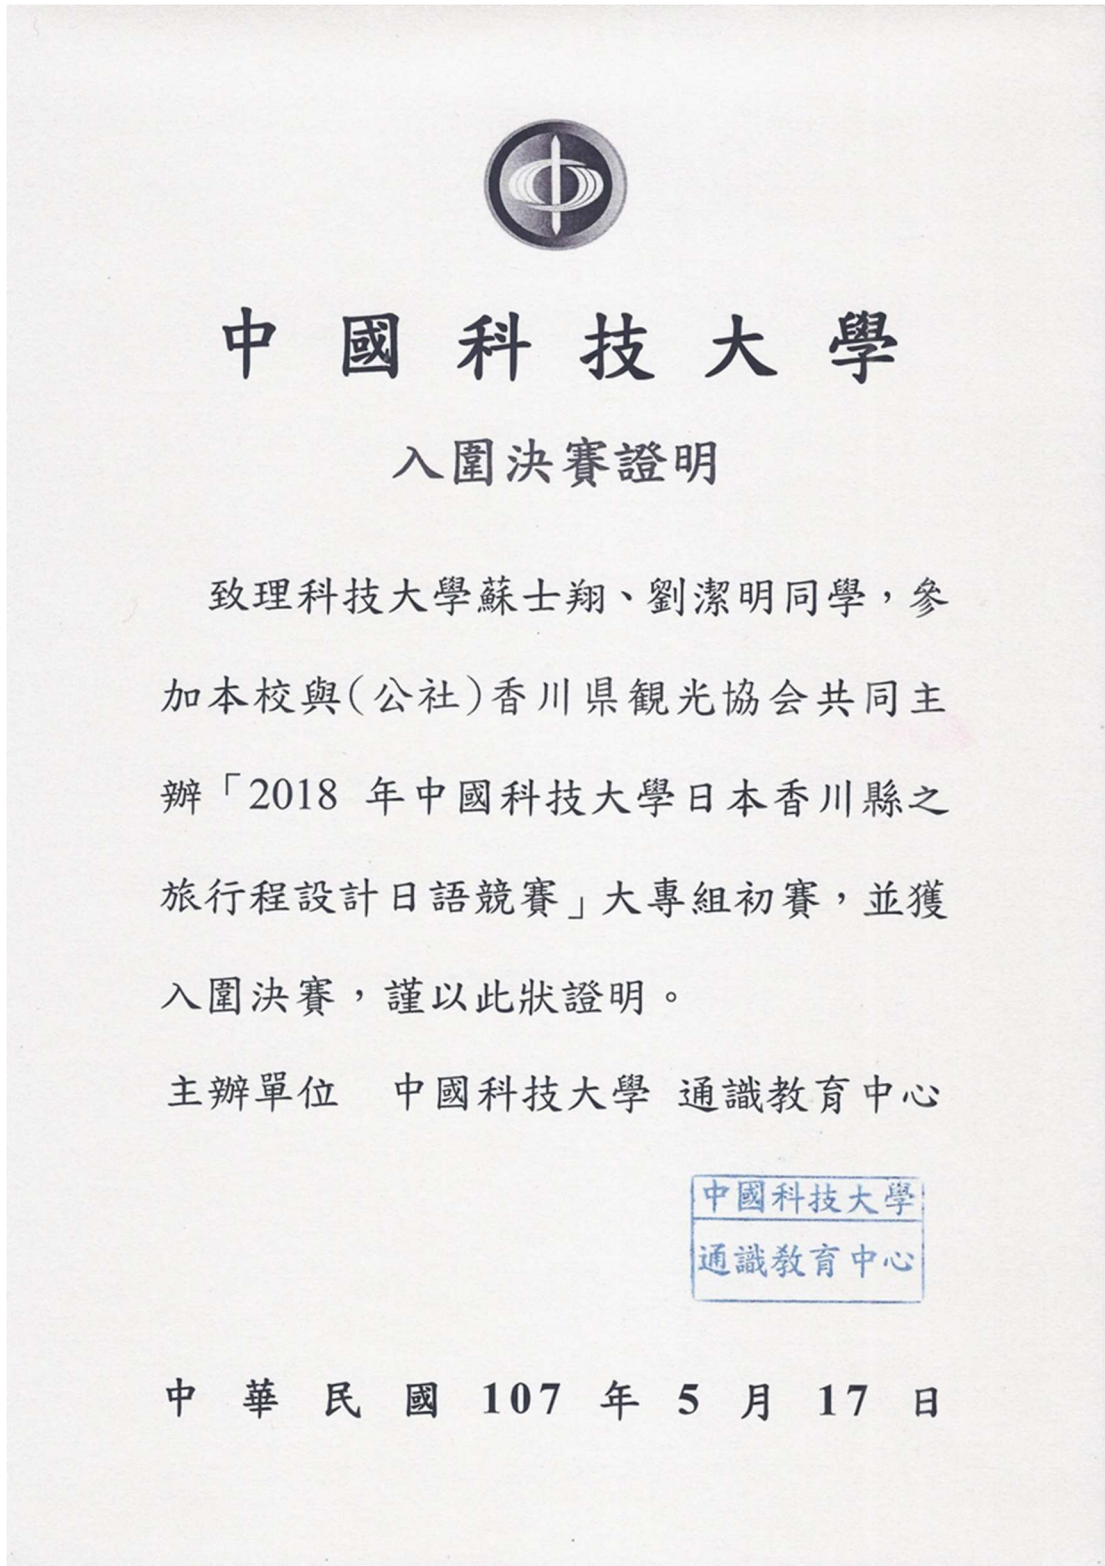 中國科技大學
入圍決賽證明
致理科技大學蘇士翔、劉潔明同學，參
加本校與(公社)香川県観光協会共同主
辦「2018 年中國科技大學日本香川縣之
旅行程設計日語競賽」大專組初賽，並獲
入圍決賽，謹以此狀證明。
主辦單位 中國科技大學 通識教育中心
中國科技大學
通識教育中心
中華民國 107 年 5 月 17 日